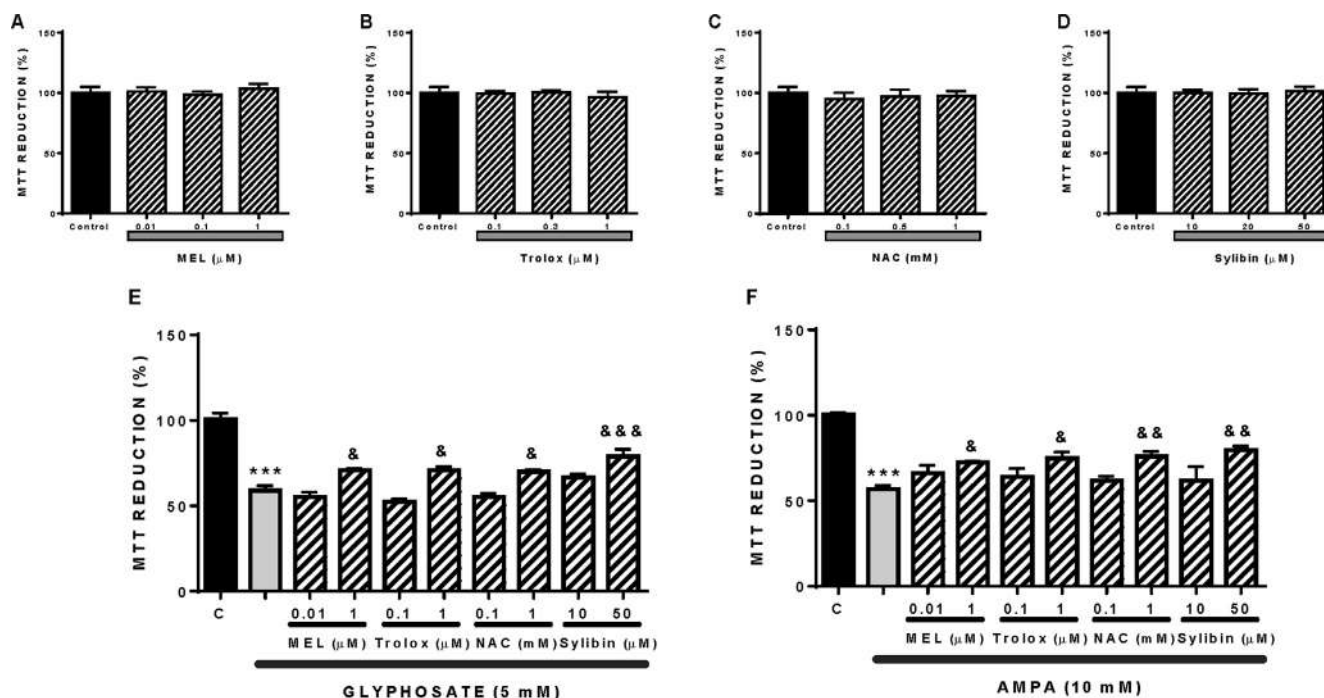 A
150
100
50
0
MTT REDUCTION (%)
Control 0.01 0.1 1
MEL (µM)
B
150
100
50
0
MTT REDUCTION (%)
Control 0.1 0.3 1
Trolox (µM)
C
150
100
50
0
MTT REDUCTION (%)
Control 0.1 0.5 1
NAC (mM)
D
150
100
50
0
MTT REDUCTION (%)
Control 10 20 50
Sylibin (µM)
E
150
100
50
0
MTT REDUCTION (%)
*** & & & &&&
C 0.01 1 0.1 1 0.1 1 10 50
MEL (µM) Trolox (µM) NAC (mM) Sylibin (µM)
GLYPHOSATE (5 mM)
F
150
100
50
0
MTT REDUCTION (%)
*** & & && &&
C 0.01 1 0.1 1 0.1 1 10 50
MEL (µM) Trolox (µM) NAC (mM) Sylibin (µM)
AMPA (10 mM)